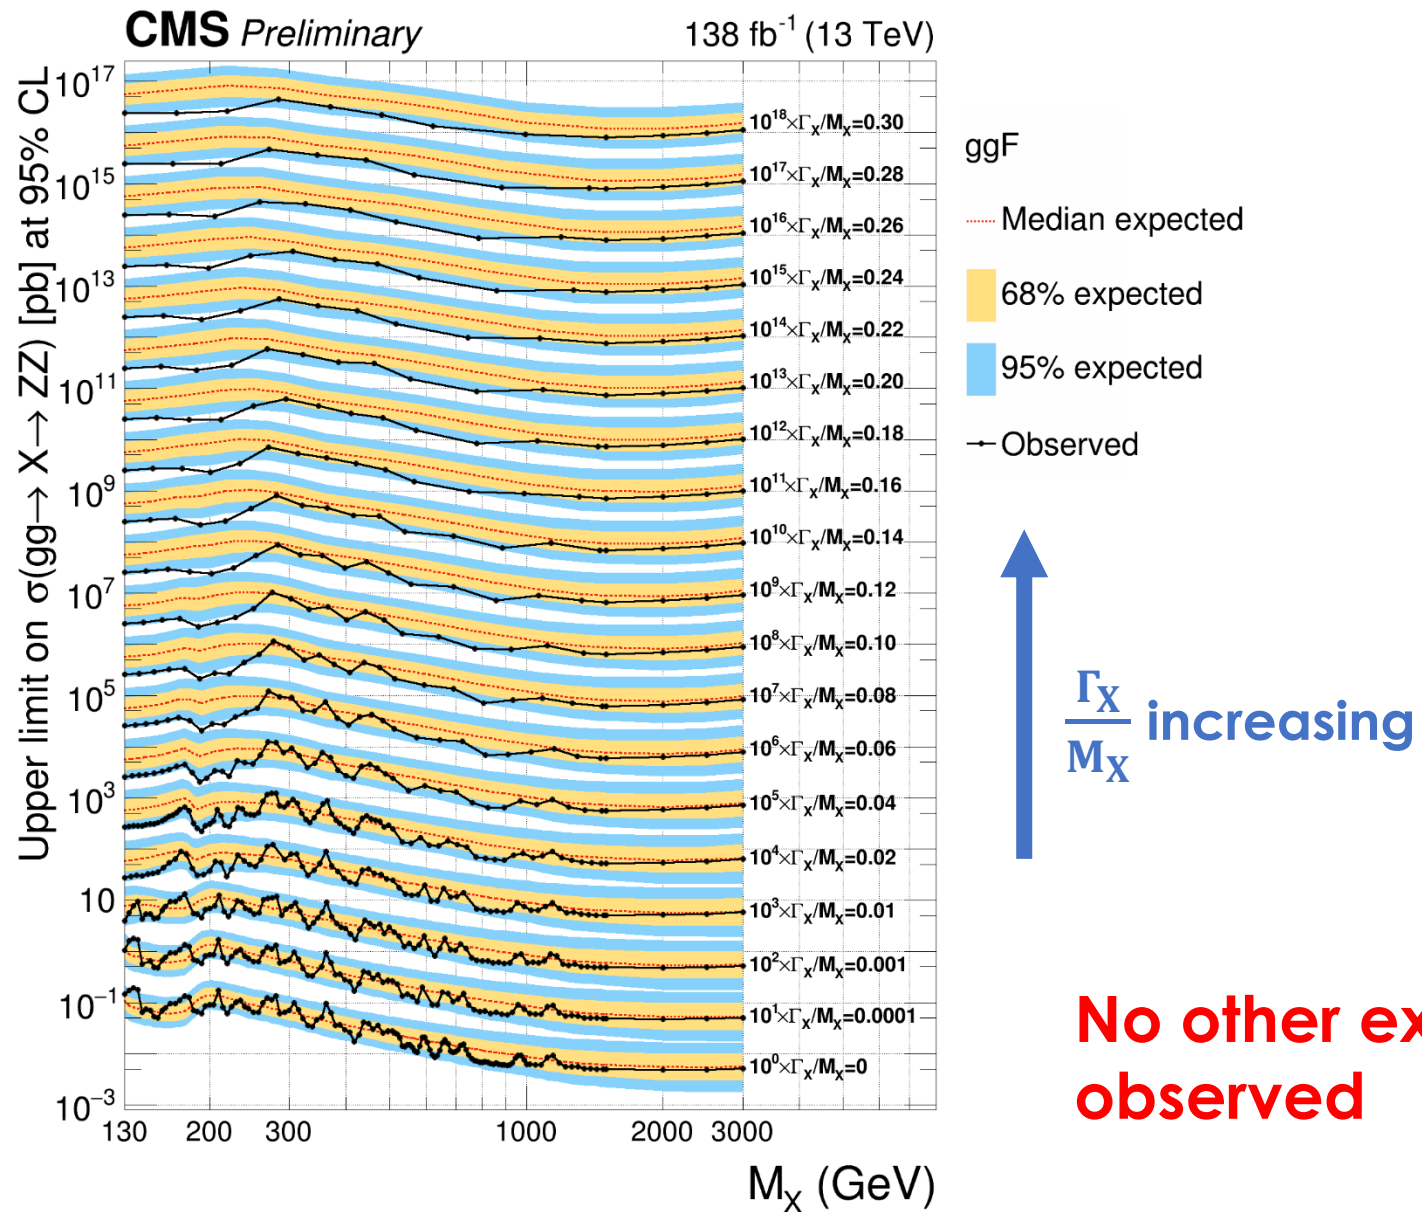 CMS Preliminary
138 fb⁻¹ (13 TeV)
Upper limit on σ(gg→ X→ ZZ) [pb] at 95% CL
10¹⁷
10¹⁵
10¹³
10¹¹
10⁹
10⁷
10⁵
10³
10
10⁻¹
10⁻³
10¹⁸×Γ_X/M_X=0.30
10¹⁷×Γ_X/M_X=0.28
10¹⁶×Γ_X/M_X=0.26
10¹⁵×Γ_X/M_X=0.24
10¹⁴×Γ_X/M_X=0.22
10¹³×Γ_X/M_X=0.20
10¹²×Γ_X/M_X=0.18
10¹¹×Γ_X/M_X=0.16
10¹⁰×Γ_X/M_X=0.14
10⁹×Γ_X/M_X=0.12
10⁸×Γ_X/M_X=0.10
10⁷×Γ_X/M_X=0.08
10⁶×Γ_X/M_X=0.06
10⁵×Γ_X/M_X=0.04
10⁴×Γ_X/M_X=0.02
10³×Γ_X/M_X=0.01
10²×Γ_X/M_X=0.001
10¹×Γ_X/M_X=0.0001
10⁰×Γ_X/M_X=0
130 200 300 1000 2000 3000
M_X (GeV)
ggF
Median expected
68% expected
95% expected
Observed
Γ_X/M_X increasing
No other ex
observed